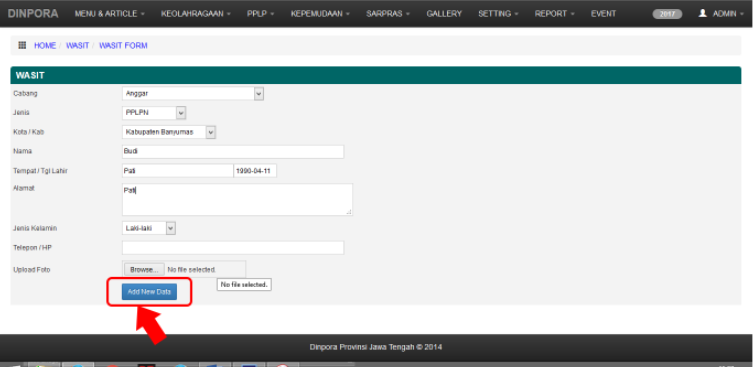 DINPORA MENU & ARTICLE KEOLAHRAGAAN PPLP KEPEMUDAAN SARPRAS GALLERY SETTING REPORT EVENT 2017 ADMIN
HOME / WASIT / WASIT FORM
WASIT
Cabang Anggar
Jenis PPLPN
Kota / Kab Kabupaten Banyumas
Nama Budi
Tempat / Tgl Lahir Pati 1990-04-11
Alamat Pati
Jenis Kelamin Laki-laki
Telepon / HP
Upload Foto Browse... No file selected.
No file selected.
Add New Data
Dinpora Provinsi Jawa Tengah © 2014